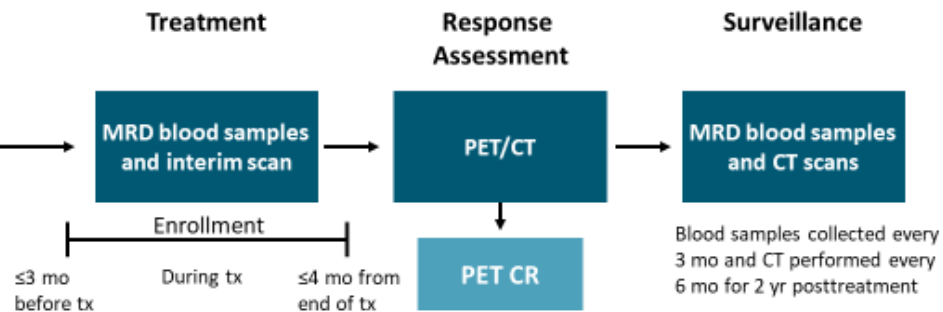 Treatment
Response
Assessment
Surveillance
MRD blood samples
and interim scan
PET/CT
MRD blood samples
and CT scans
Enrollment
≤3 mo
before tx
During tx
≤4 mo from
end of tx
PET CR
Blood samples collected every
3 mo and CT performed every
6 mo for 2 yr posttreatment